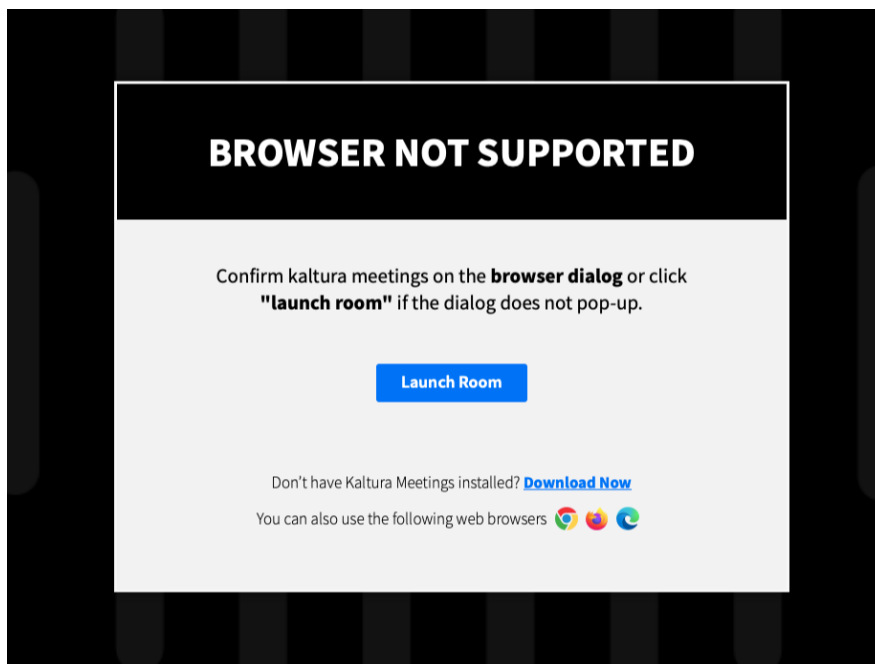 BROWSER NOT SUPPORTED
Confirm kaltura meetings on the browser dialog or click
"launch room" if the dialog does not pop-up.
Launch Room
Don't have Kaltura Meetings installed? Download Now
You can also use the following web browsers